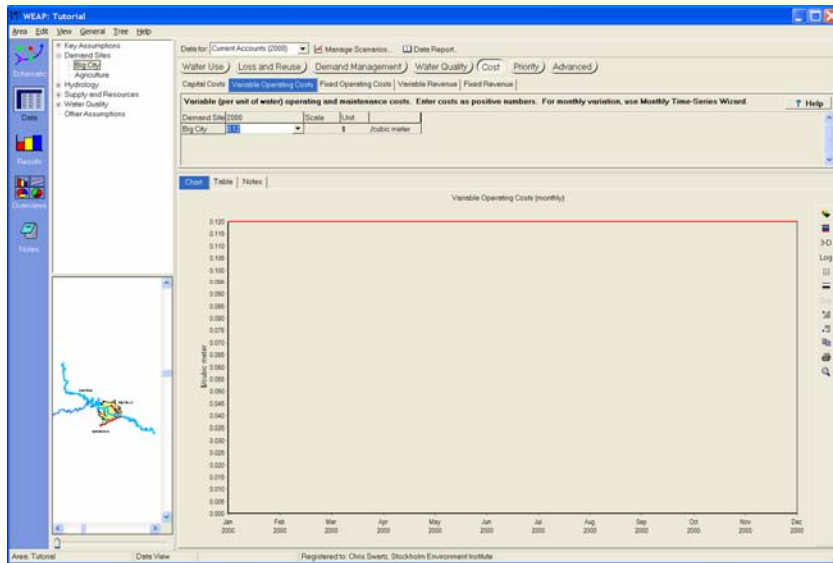 WEAP: Tutorial
Area Edit View General Tree Help
Schematic
Data
Results
Overviews
Notes
Key Assumptions
Demand Sites
Big City
Agriculture
Hydrology
Supply and Resources
Water Quality
Other Assumptions
Data for: Current Accounts (2000) Manage Scenarios.. Data Report..
Water Use Loss and Reuse Demand Management Water Quality Cost Priority Advanced
Capital Costs Variable Operating Costs Fixed Operating Costs Variable Revenue Fixed Revenue
Variable (per unit of water) operating and maintenance costs. Enter costs as positive numbers. For monthly variation, use Monthly Time-Series Wizard. ? Help
Demand Site 2000 Scale Unit
Big City 0.12 $ /cubic meter
Chart Table Notes
Variable Operating Costs (monthly)
$/cubic meter
0.120
0.115
0.110
0.105
0.100
0.095
0.090
0.085
0.080
0.075
0.070
0.065
0.060
0.055
0.050
0.045
0.040
0.035
0.030
0.025
0.020
0.015
0.010
0.005
0.000
Jan Feb Mar Apr May Jun Jul Aug Sep Oct Nov Dec
2000 2000 2000 2000 2000 2000 2000 2000 2000 2000 2000 2000
3-D
Log
Area: Tutorial Data View Registered to: Chris Swartz, Stockholm Environment Institute